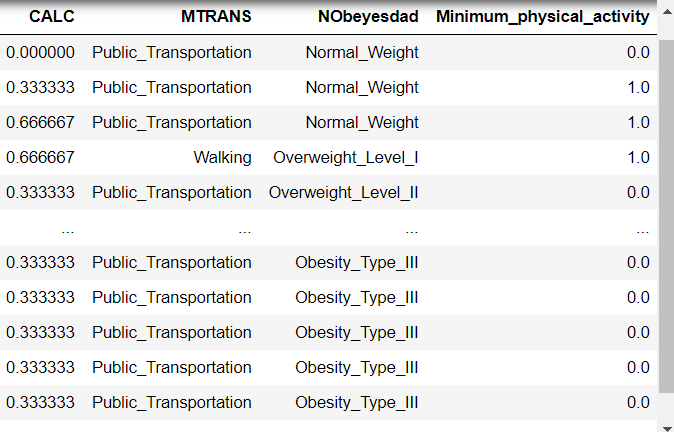 CALC MTRANS NObeyesdad Minimum_physical_activity
0.000000 Public_Transportation Normal_Weight 0.0
0.333333 Public_Transportation Normal_Weight 1.0
0.666667 Public_Transportation Normal_Weight 1.0
0.666667 Walking Overweight_Level_I 1.0
0.333333 Public_Transportation Overweight_Level_II 0.0
... ... ... ...
0.333333 Public_Transportation Obesity_Type_III 0.0
0.333333 Public_Transportation Obesity_Type_III 0.0
0.333333 Public_Transportation Obesity_Type_III 0.0
0.333333 Public_Transportation Obesity_Type_III 0.0
0.333333 Public_Transportation Obesity_Type_III 0.0